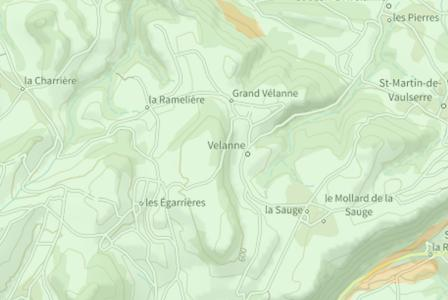 les Pierres
la Charrière
St-Martin-de-
Vaulserre
Grand Vélanne
la Ramelière
Velanne
les Égarrières
le Mollard de la
Sauge
la Sauge
600